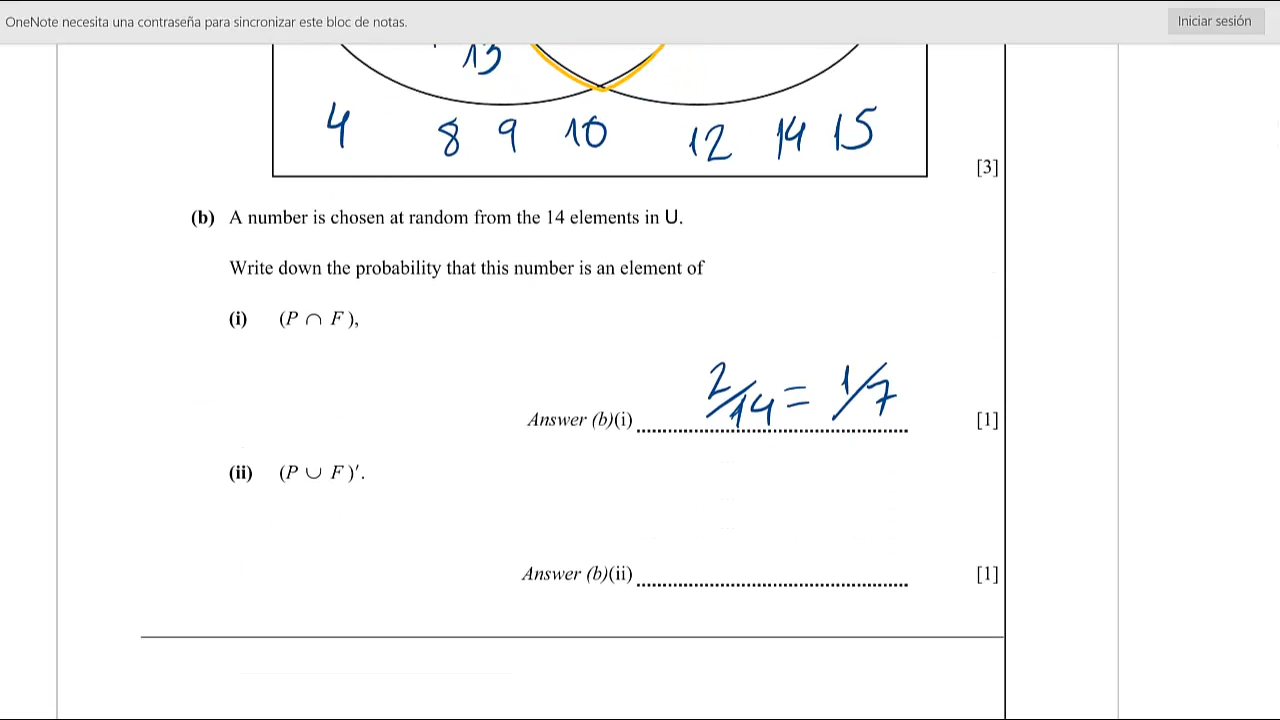 OneNote necesita una contraseña para sincronizar este bloc de notas.
Iniciar sesión
13
4 8 9 10 12 14 15
[3]
(b) A number is chosen at random from the 14 elements in U.
Write down the probability that this number is an element of
(i) (P ∩ F),
2/14 = 1/7
Answer (b)(i) [1]
(ii) (P ∪ F)′.
Answer (b)(ii) [1]